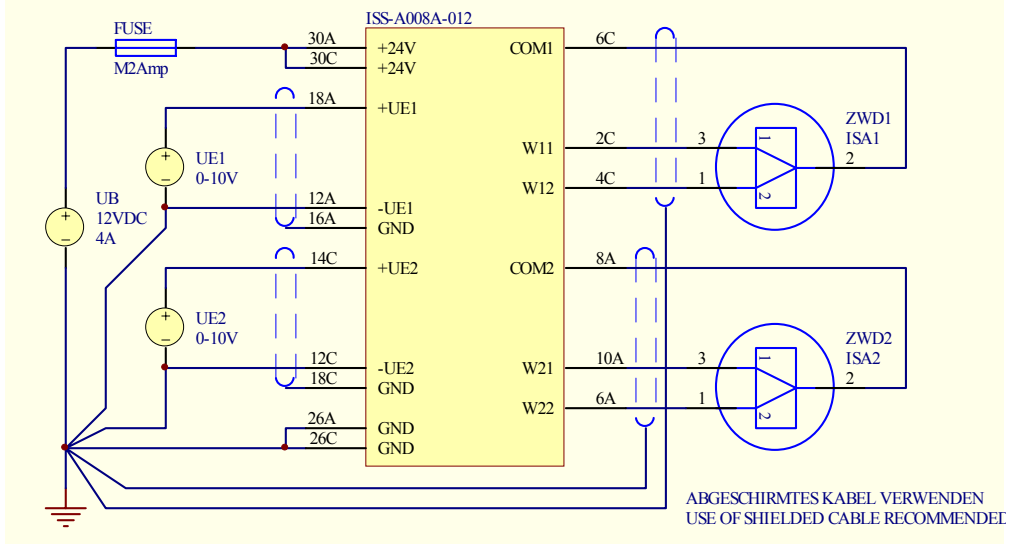 ISS-A008A-012
FUSE
M2Amp
30A +24V
30C +24V
18A +UE1
UE1
0-10V
UB
12VDC
4A
12A -UE1
16A GND
14C +UE2
UE2
0-10V
12C -UE2
18C GND
26A GND
26C GND
COM1 6C
W11 2C 3
W12 4C 1
1
2
2
ZWD1
ISA1
COM2 8A
W21 10A 3
W22 6A 1
1
2
2
ZWD2
ISA2
ABGESCHIRMTES KABEL VERWENDEN
USE OF SHIELDED CABLE RECOMMENDED